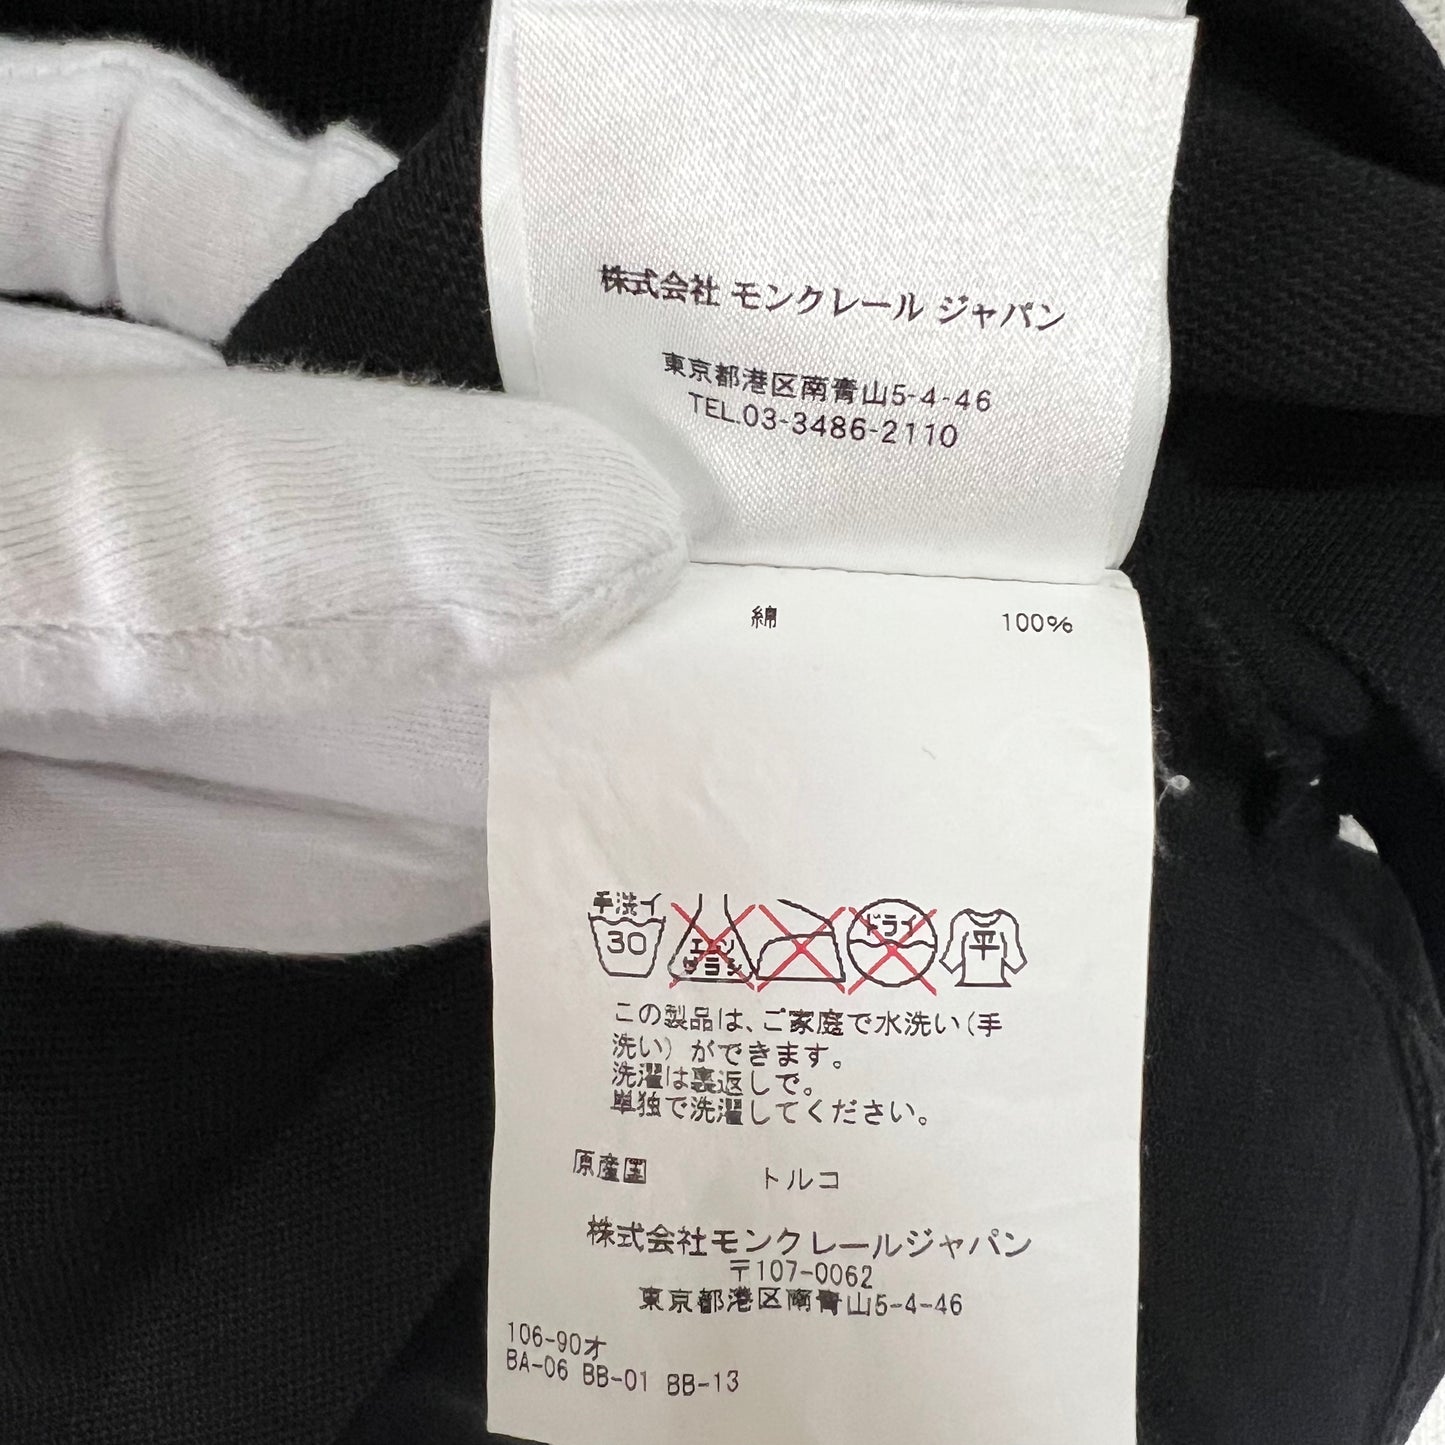 株式会社 モンクレール ジャパン
東京都港区南青山5-4-46
TEL.03-3486-2110
綿 100%
手洗イ
30
エンソ
サラシ
ドライ
平
この製品は、ご家庭で水洗い(手
洗い)ができます。
洗濯は裏返しで。
単独で洗濯してください。
原産国 トルコ
株式会社モンクレールジャパン
〒107-0062
東京都港区南青山5-4-46
106-90オ
BA-06 BB-01 BB-13